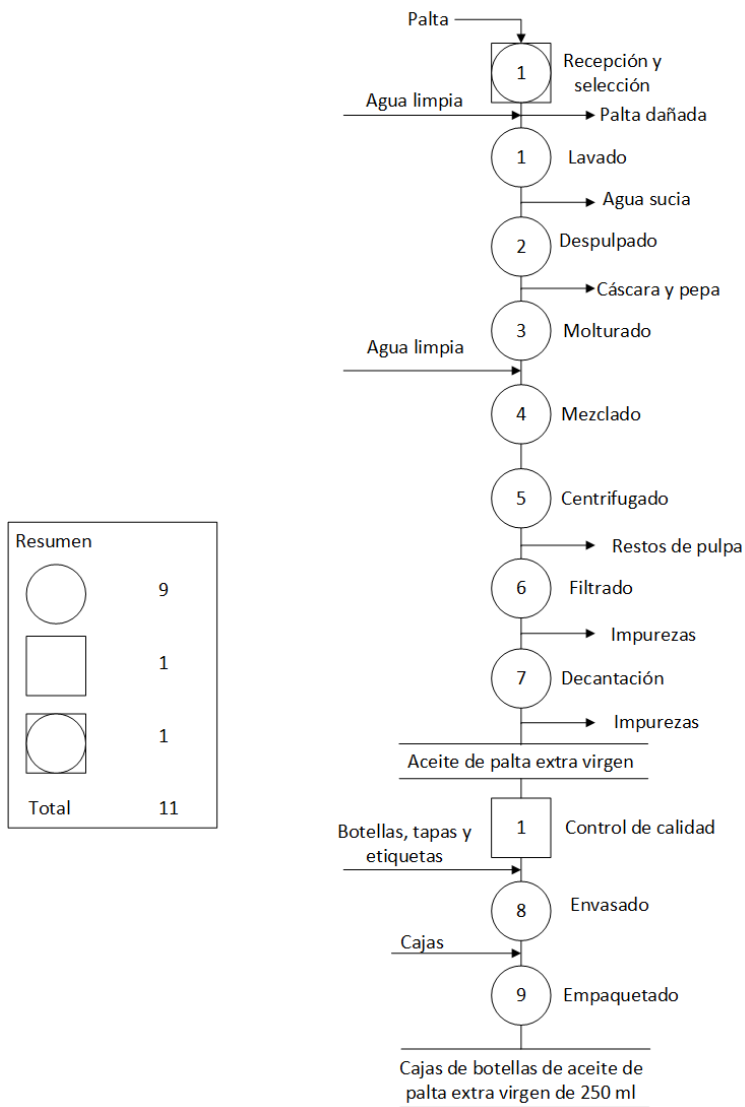 Palta
1
Recepción y
selección
Agua limpia
Palta dañada
1
Lavado
Agua sucia
2
Despulpado
Cáscara y pepa
3
Molturado
Agua limpia
4
Mezclado
5
Centrifugado
Restos de pulpa
6
Filtrado
Impurezas
7
Decantación
Impurezas
Aceite de palta extra virgen
1
Control de calidad
Botellas, tapas y
etiquetas
8
Envasado
Cajas
9
Empaquetado
Cajas de botellas de aceite de
palta extra virgen de 250 ml
Resumen
9
1
1
Total 11